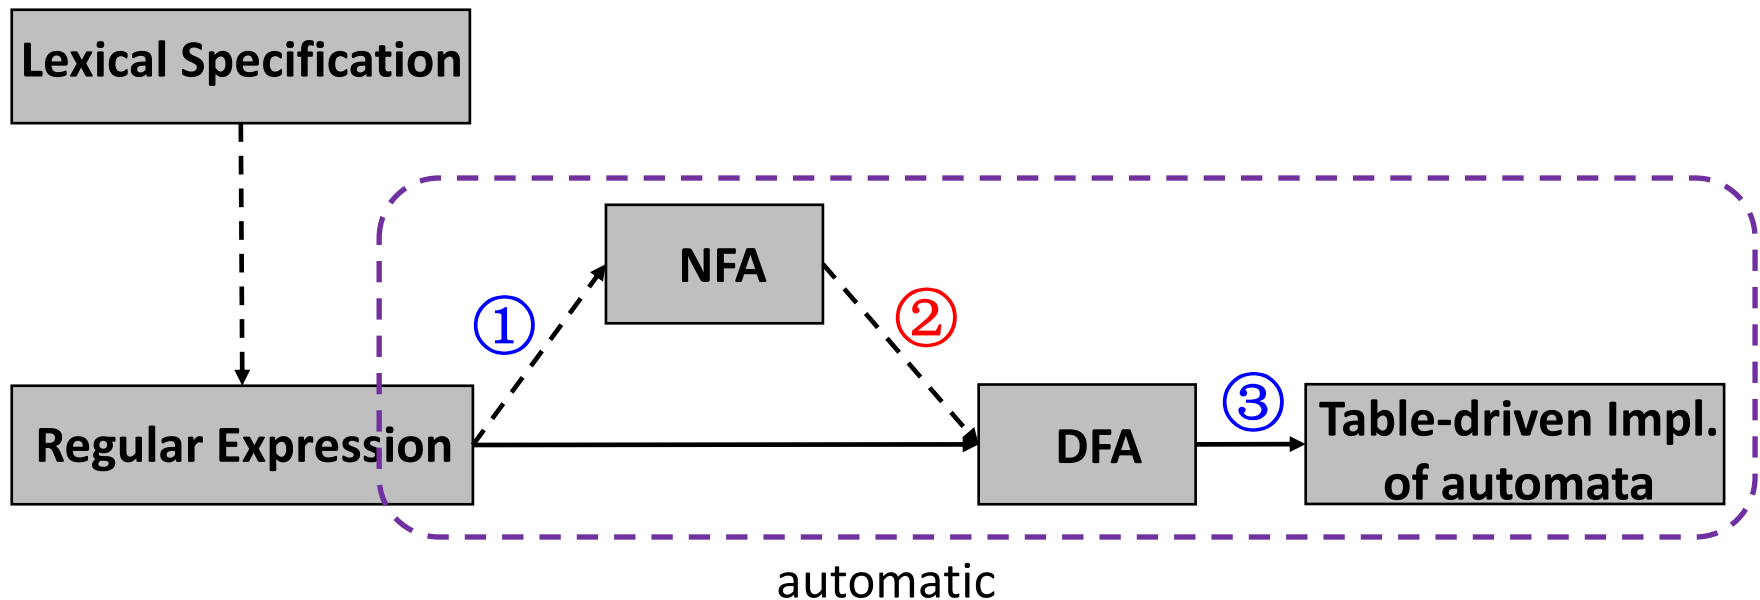 Lexical Specification
NFA
①
②
③
Regular Expression
DFA
Table-driven Impl.
of automata
automatic